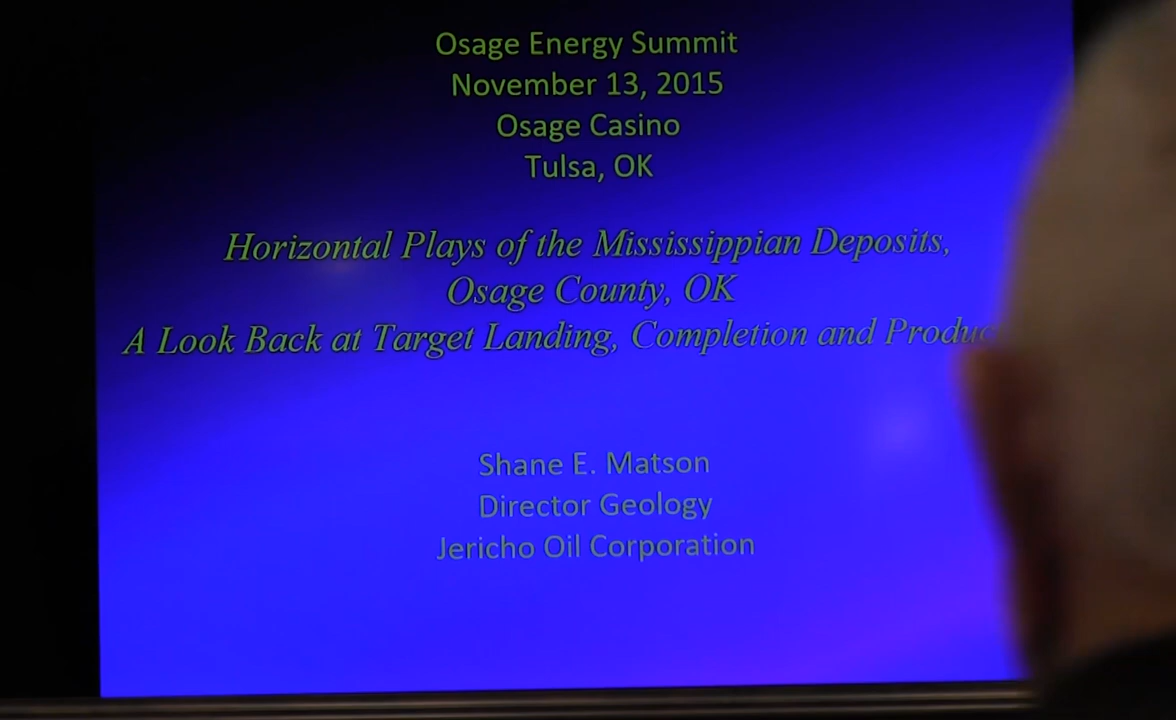 Osage Energy Summit
November 13, 2015
Osage Casino
Tulsa, OK
Horizontal Plays of the Mississippian Deposits,
Osage County, OK
A Look Back at Target Landing, Completion and
Shane E. Matson
Director Geology
Jericho Oil Corporation